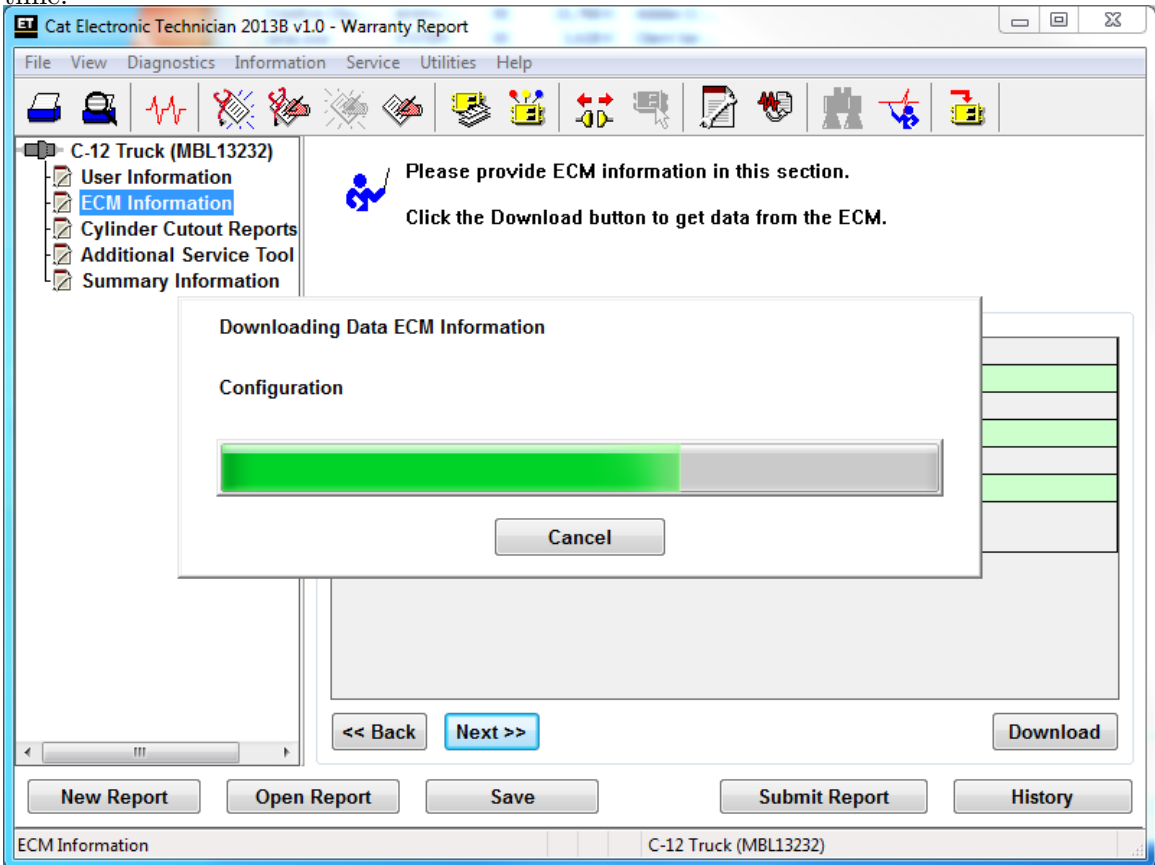 time.
ET Cat Electronic Technician 2013B v1.0 - Warranty Report
File View Diagnostics Information Service Utilities Help
C-12 Truck (MBL13232)
User Information
ECM Information
Cylinder Cutout Reports
Additional Service Tool
Summary Information
Please provide ECM information in this section.
Click the Download button to get data from the ECM.
Downloading Data ECM Information
Configuration
Cancel
<< Back Next >> Download
New Report Open Report Save Submit Report History
ECM Information C-12 Truck (MBL13232)